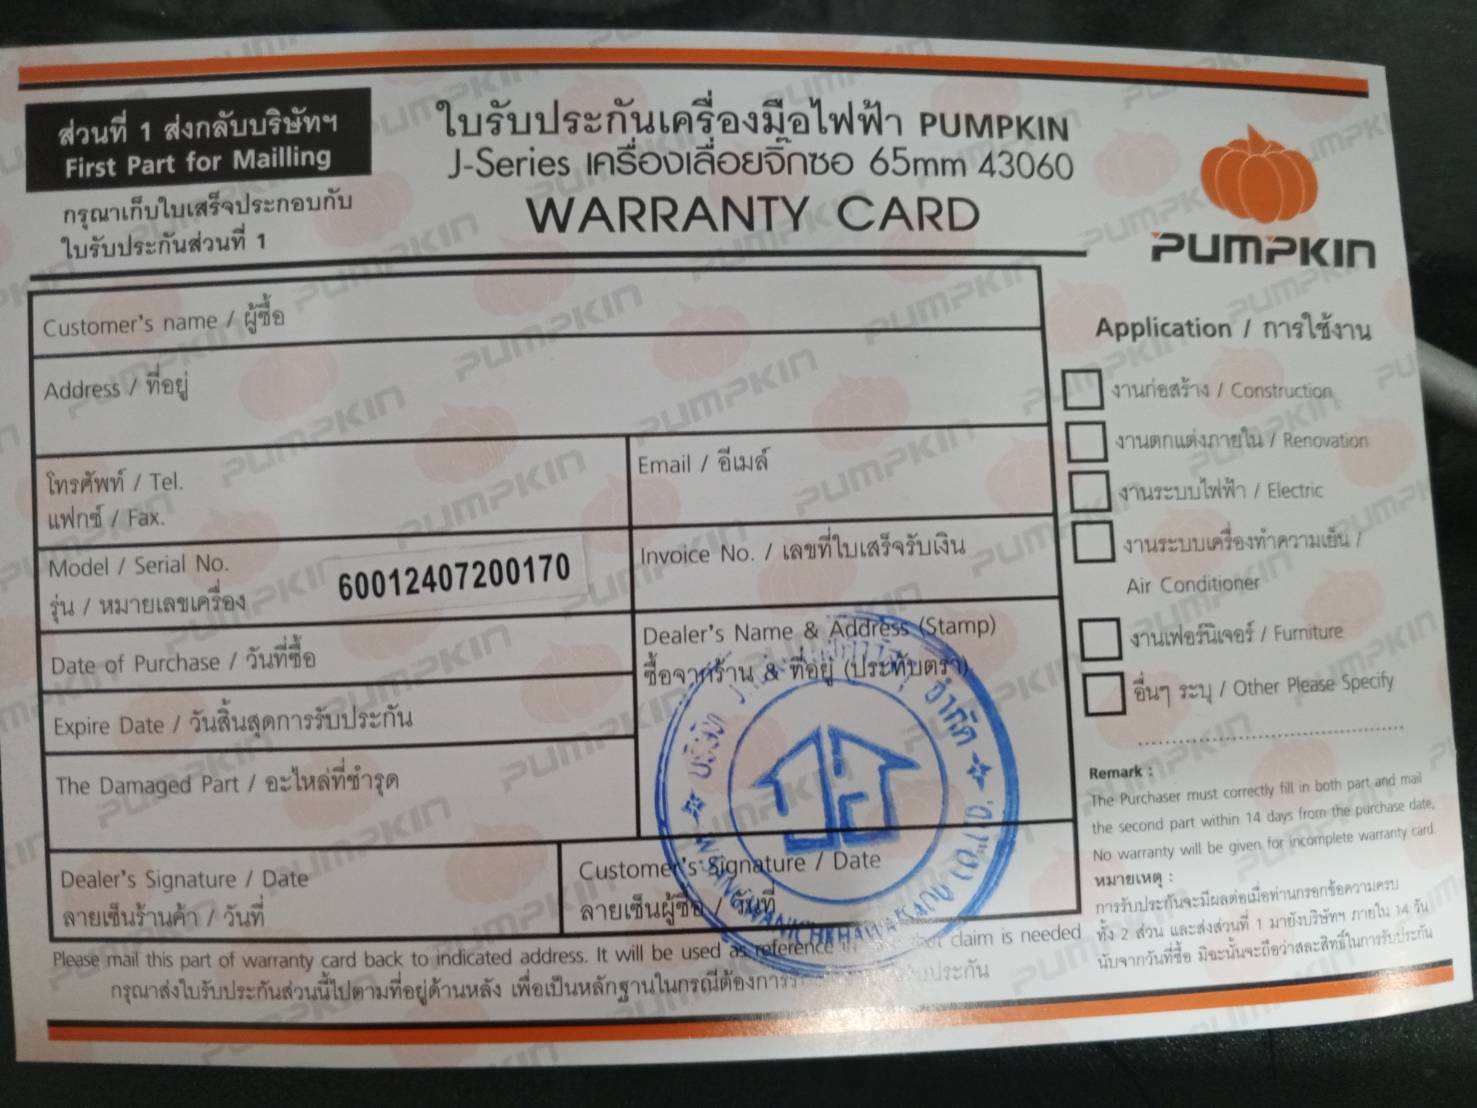 ส่วนที่ 1 ส่งกลับบริษัทฯ
First Part for Mailling
กรุณาเก็บใบเสร็จประกอบกับ
ใบรับประกันส่วนที่ 1
ใบรับประกันเครื่องมือไฟฟ้า PUMPKIN
J-Series เครื่องเลื่อยจิ๊กซอ 65mm 43060
WARRANTY CARD
PUMPKIN
Customer's name / ผู้ซื้อ
Address / ที่อยู่
โทรศัพท์ / Tel.
แฟกซ์ / Fax.
Email / อีเมล์
Model / Serial No.
รุ่น / หมายเลขเครื่อง
60012407200170
Invoice No. / เลขที่ใบเสร็จรับเงิน
Date of Purchase / วันที่ซื้อ
Expire Date / วันสิ้นสุดการรับประกัน
The Damaged Part / อะไหล่ที่ชำรุด
Dealer's Name & Address (Stamp)
ซื้อจากร้าน & ที่อยู่ (ประทับตรา)
บริษัท จำกัด
Dealer's Signature / Date
ลายเซ็นร้านค้า / วันที่
Customer's Signature / Date
ลายเซ็นผู้ซื้อ / วันที่
Please mail this part of warranty card back to indicated address. It will be used as reference claim is needed
กรุณาส่งใบรับประกันส่วนนี้ไปตามที่อยู่ด้านหลัง เพื่อเป็นหลักฐานในกรณีต้องการ
Application / การใช้งาน
งานก่อสร้าง / Construction
งานตกแต่งภายใน / Renovation
งานระบบไฟฟ้า / Electric
งานระบบเครื่องทำความเย็น /
Air Conditioner
งานเฟอร์นิเจอร์ / Furniture
อื่นๆ ระบุ / Other Please Specify
Remark :
The Purchaser must correctly fill in both part and mail
the second part within 14 days from the purchase date,
No warranty will be given for incomplete warranty card.
หมายเหตุ :
การรับประกันจะมีผลต่อเมื่อท่านกรอกข้อความครบ
ทั้ง 2 ส่วน และส่งส่วนที่ 1 มายังบริษัทฯ ภายใน 14 วัน
นับจากวันที่ซื้อ มิฉะนั้นจะถือว่าสละสิทธิ์ในการรับประกัน